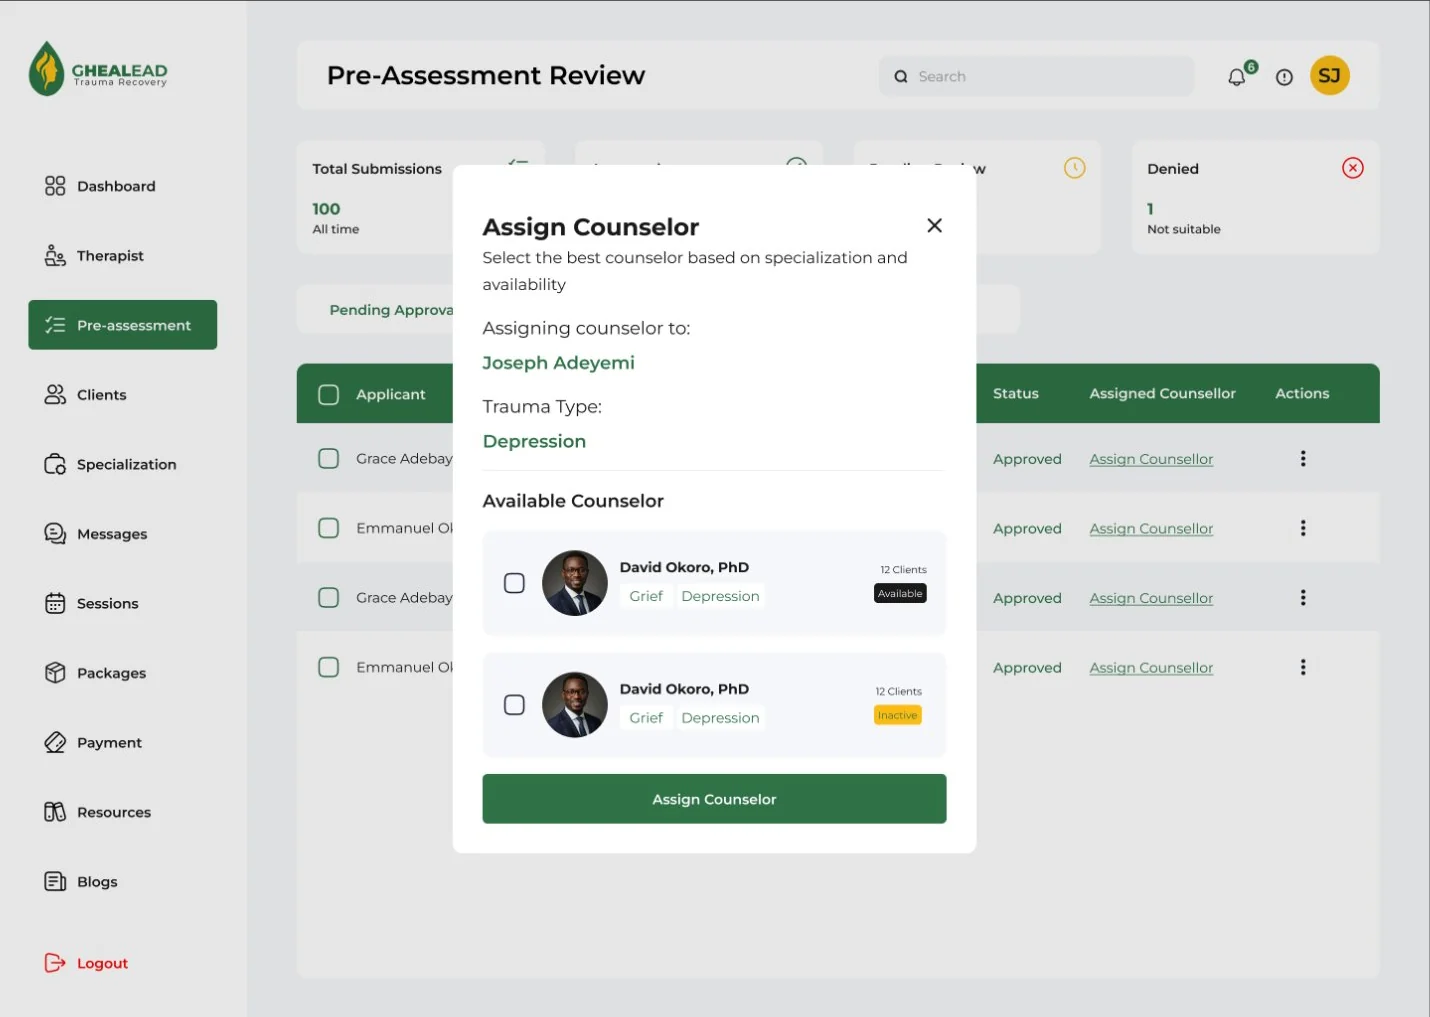 GHEALEAD
Trauma Recovery
Dashboard
Therapist
Pre-assessment
Clients
Specialization
Messages
Sessions
Packages
Payment
Resources
Blogs
Logout
Pre-Assessment Review
Search
6
SJ
Total Submissions
100
All time
Denied
1
Not suitable
Pending Approva
Applicant
Status
Assigned Counsellor
Actions
Grace Adebay
Approved
Assign Counsellor
Emmanuel Ok
Approved
Assign Counsellor
Grace Adebay
Approved
Assign Counsellor
Emmanuel Ok
Approved
Assign Counsellor
Assign Counselor
Select the best counselor based on specialization and
availability
Assigning counselor to:
Joseph Adeyemi
Trauma Type:
Depression
Available Counselor
David Okoro, PhD
Grief
Depression
12 Clients
Available
David Okoro, PhD
Grief
Depression
12 Clients
Inactive
Assign Counselor